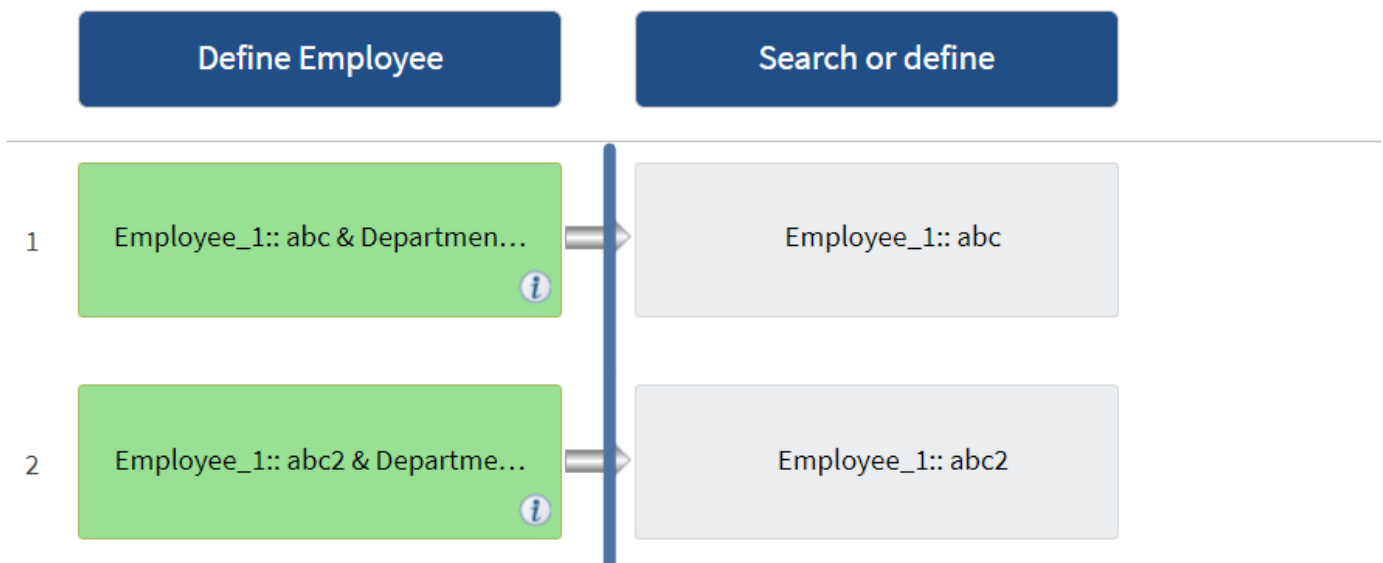 Define Employee
Search or define
1
Employee_1:: abc & Departmen...
i
Employee_1:: abc
2
Employee_1:: abc2 & Departme...
i
Employee_1:: abc2